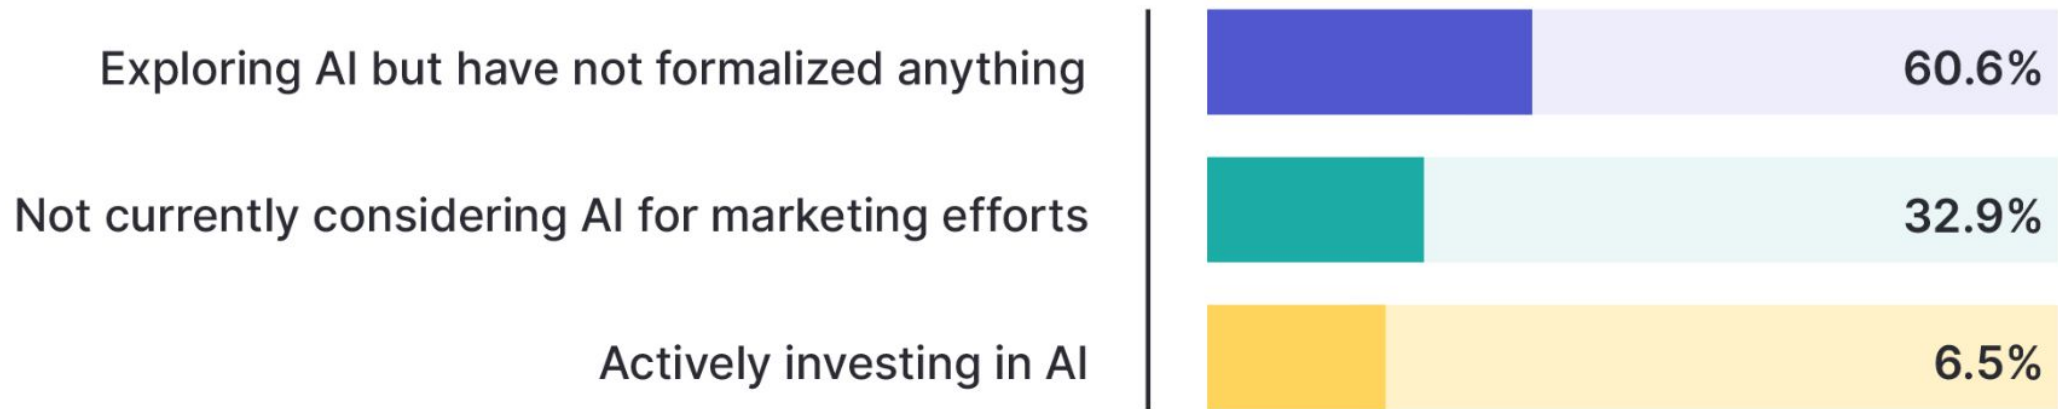 Exploring AI but have not formalized anything 60.6%
Not currently considering AI for marketing efforts 32.9%
Actively investing in AI 6.5%